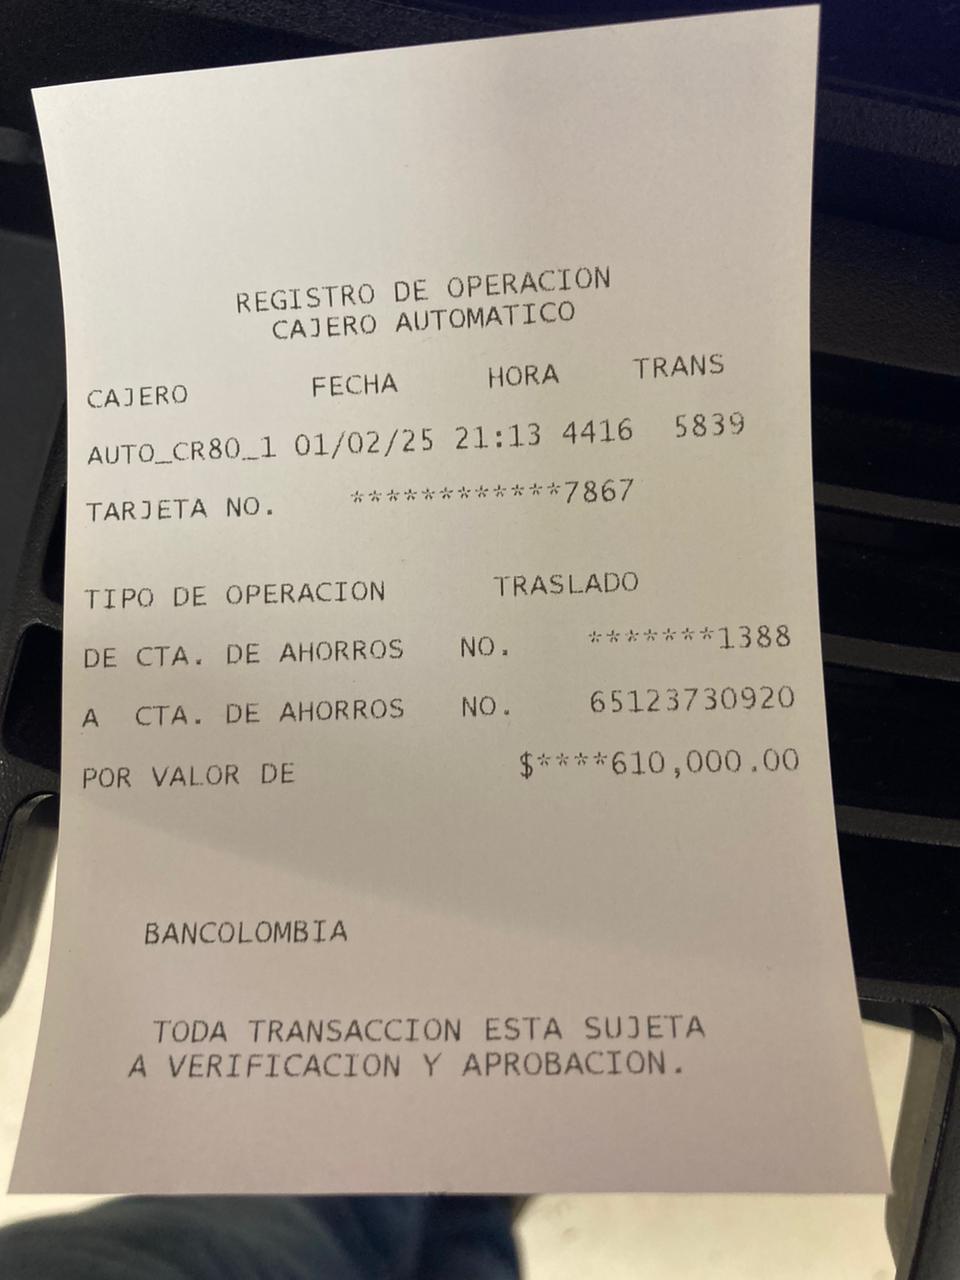 REGISTRO DE OPERACION
CAJERO AUTOMATICO
CAJERO FECHA HORA TRANS
AUTO_CR80_1 01/02/25 21:13 4416 5839
TARJETA NO. ************7867
TIPO DE OPERACION TRASLADO
DE CTA. DE AHORROS NO. *******1388
A CTA. DE AHORROS NO. 65123730920
POR VALOR DE $****610,000.00
BANCOLOMBIA
TODA TRANSACCION ESTA SUJETA
A VERIFICACION Y APROBACION.